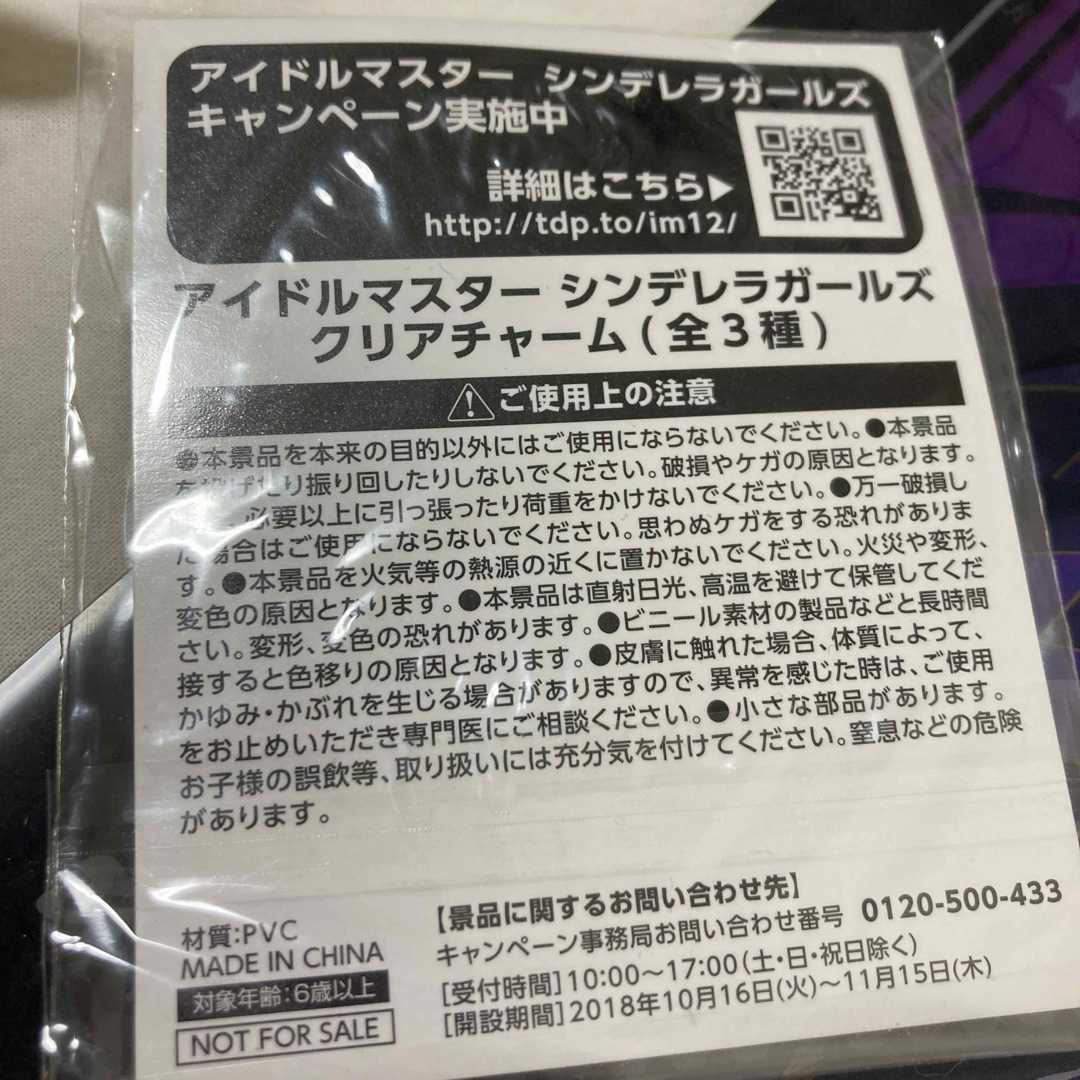 アイドルマスター シンデレラガールズ
キャンペーン実施中
詳細はこちら▶
http://tdp.to/im12/
アイドルマスター シンデレラガールズ
クリアチャーム(全3種)
ご使用上の注意
●本景品を本来の目的以外にはご使用にならないでください。●本景品
を投げたり振り回したりしないでください。破損やケガの原因となります。
必要以上に引っ張ったり荷重をかけないでください。●万一破損し
た場合はご使用にならないでください。思わぬケガをする恐れがありま
す。●本景品を火気等の熱源の近くに置かないでください。火災や変形、
変色の原因となります。●本景品は直射日光、高温を避けて保管してくだ
さい。変形、変色の恐れがあります。●ビニール素材の製品などと長時間
接すると色移りの原因となります。●皮膚に触れた場合、体質によって、
かゆみ・かぶれを生じる場合がありますので、異常を感じた時は、ご使用
をお止めいただき専門医にご相談ください。●小さな部品があります。
お子様の誤飲等、取り扱いには充分気を付けてください。窒息などの危険
があります。
材質:PVC
MADE IN CHINA
対象年齢:6歳以上
NOT FOR SALE
【景品に関するお問い合わせ先】
キャンペーン事務局お問い合わせ番号 0120-500-433
[受付時間]10:00～17:00(土・日・祝日除く)
[開設期間]2018年10月16日(火)～11月15日(木)